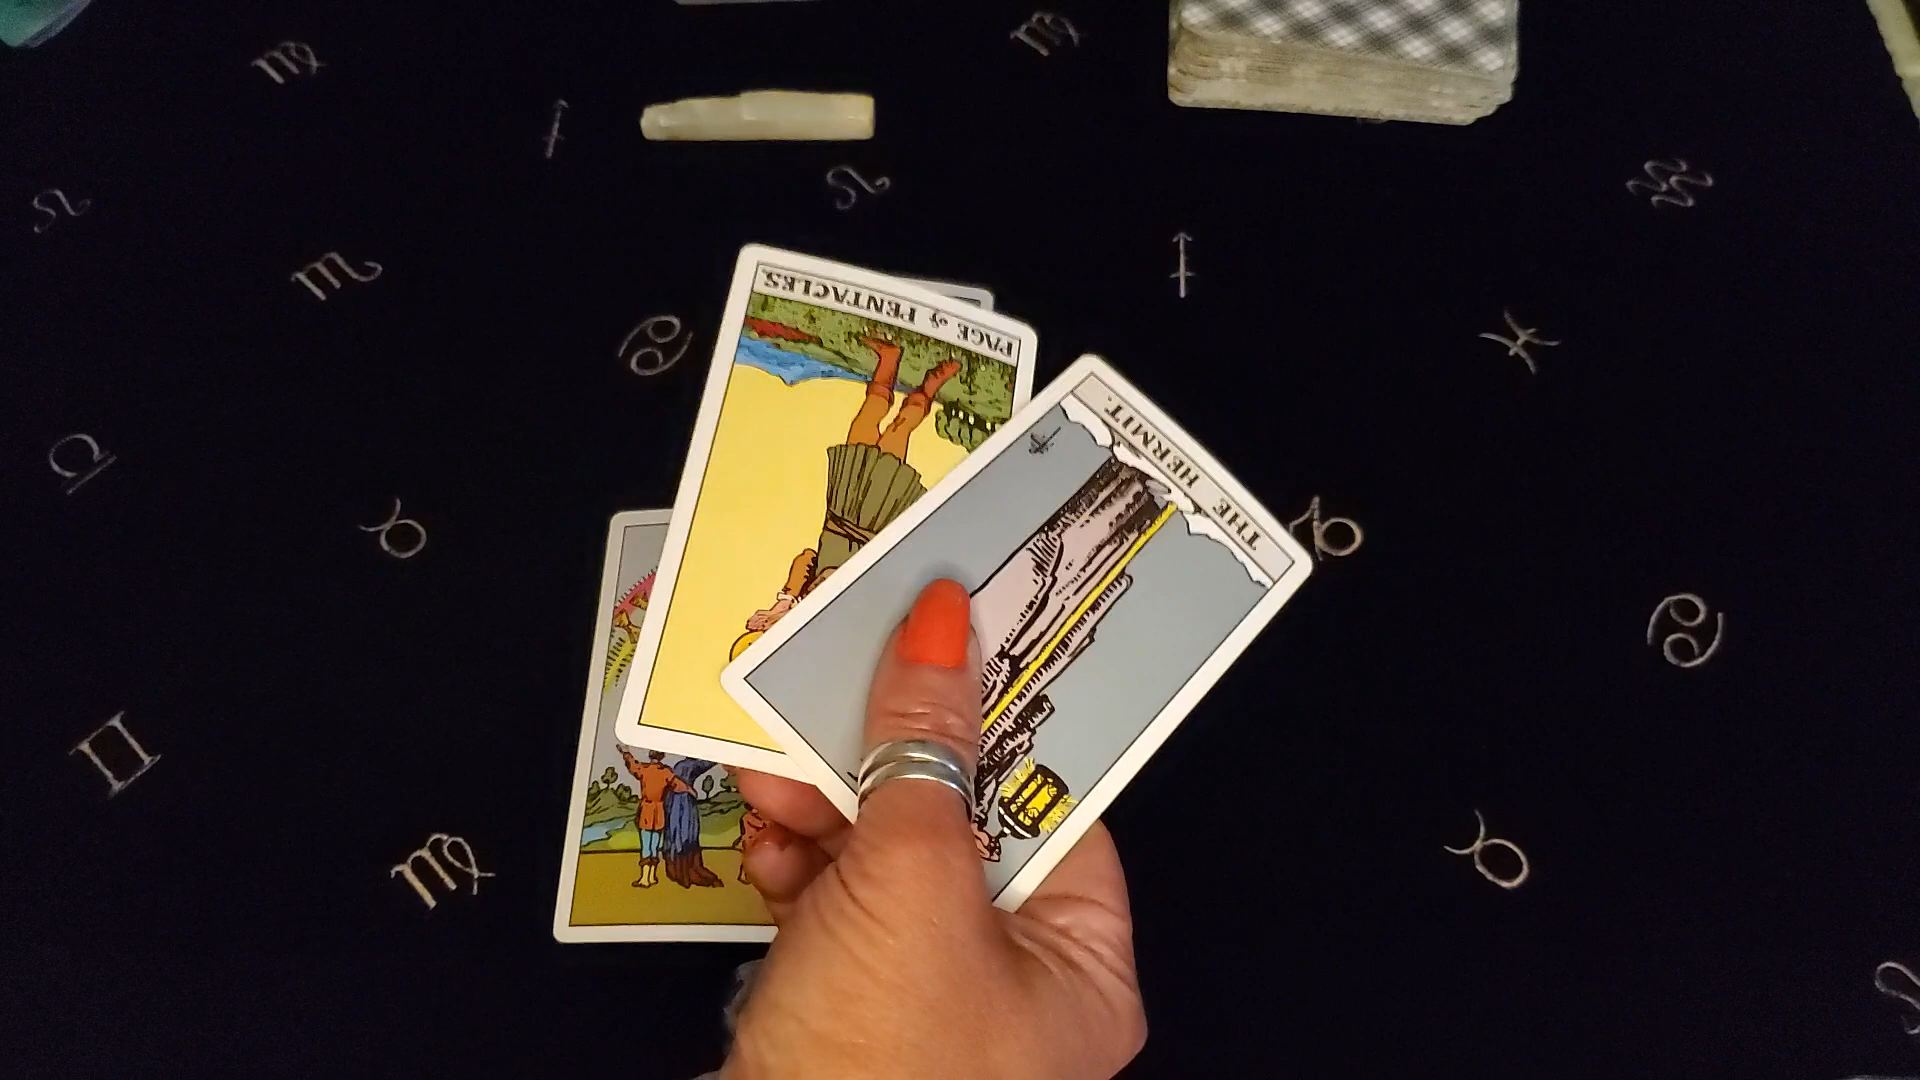 PAGE of PENTACLES.
THE HERMIT.